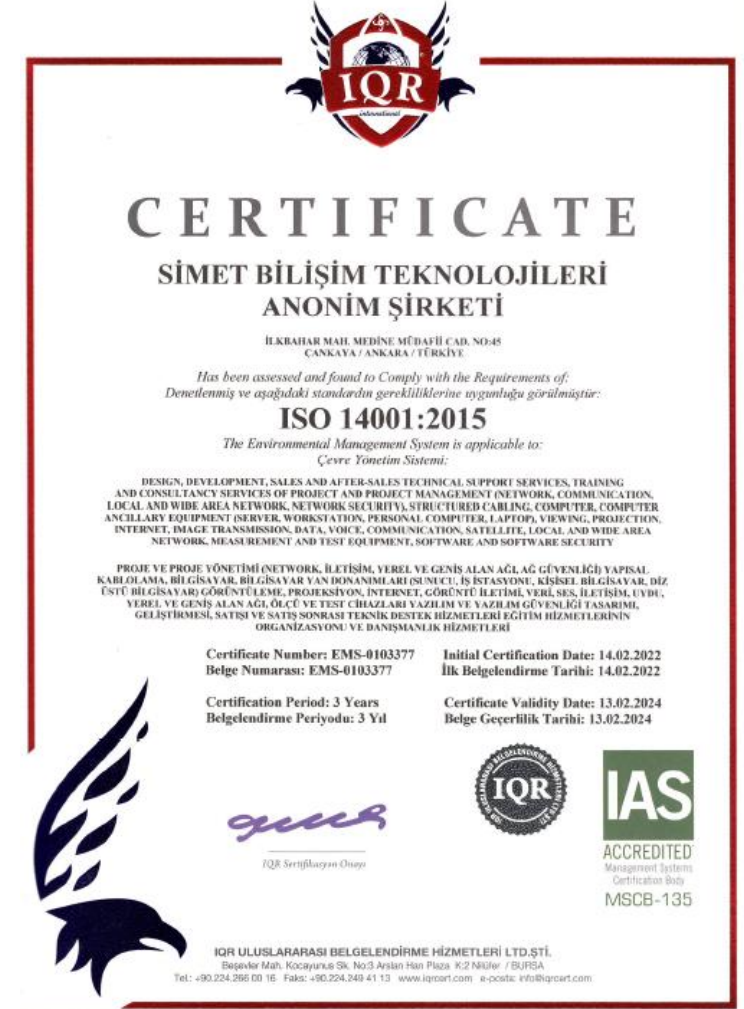 IQR
international
CERTIFICATE
SİMET BİLİŞİM TEKNOLOJİLERİ
ANONİM ŞİRKETİ
İLKBAHAR MAH. MEDİNE MÜDAFİİ CAD. NO:45
ÇANKAYA / ANKARA / TÜRKİYE
Has been assessed and found to Comply with the Requirements of:
Denetlenmiş ve aşağıdaki standardın gerekliliklerine uygunluğu görülmüştür:
ISO 14001:2015
The Environmental Management System is applicable to:
Çevre Yönetim Sistemi:
DESIGN, DEVELOPMENT, SALES AND AFTER-SALES TECHNICAL SUPPORT SERVICES, TRAINING
AND CONSULTANCY SERVICES OF PROJECT AND PROJECT MANAGEMENT (NETWORK, COMMUNICATION,
LOCAL AND WIDE AREA NETWORK, NETWORK SECURITY), STRUCTURED CABLING, COMPUTER, COMPUTER
ANCILLARY EQUIPMENT (SERVER, WORKSTATION, PERSONAL COMPUTER, LAPTOP), VIEWING, PROJECTION,
INTERNET, IMAGE TRANSMISSION, DATA, VOICE, COMMUNICATION, SATELLITE, LOCAL AND WIDE AREA
NETWORK, MEASUREMENT AND TEST EQUIPMENT, SOFTWARE AND SOFTWARE SECURITY
PROJE VE PROJE YÖNETİMİ (NETWORK, İLETİŞİM, YEREL VE GENİŞ ALAN AĞI, AĞ GÜVENLİĞİ) YAPISAL
KABLOLAMA, BİLGİSAYAR, BİLGİSAYAR YAN DONANIMLARI (SUNUCU, İŞ İSTASYONU, KİŞİSEL BİLGİSAYAR, DİZ
ÜSTÜ BİLGİSAYAR) GÖRÜNTÜLEME, PROJEKSİYON, İNTERNET, GÖRÜNTÜ İLETİMİ, VERİ, SES, İLETİŞİM, UYDU,
YEREL VE GENİŞ ALAN AĞI, ÖLÇÜ VE TEST CİHAZLARI YAZILIM VE YAZILIM GÜVENLİĞİ TASARIMI,
GELİŞTİRMESİ, SATIŞI VE SATIŞ SONRASI TEKNİK DESTEK HİZMETLERİ EĞİTİM HİZMETLERİNİN
ORGANİZASYONU VE DANIŞMANLIK HİZMETLERİ
Certificate Number: EMS-0103377
Belge Numarası: EMS-0103377
Initial Certification Date: 14.02.2022
İlk Belgelendirme Tarihi: 14.02.2022
Certification Period: 3 Years
Belgelendirme Periyodu: 3 Yıl
Certificate Validity Date: 13.02.2024
Belge Geçerlilik Tarihi: 13.02.2024
IQR Sertifikasyon Onayı
IQR ULUSLARARASI BELGELENDİRME HİZMETLERİ LTD.ŞTİ.
IQR
IAS
ACCREDITED
Management Systems
Certification Body
MSCB-135
IQR ULUSLARARASI BELGELENDİRME HİZMETLERİ LTD.ŞTİ.
Beşevler Mah. Kocayunus Sk. No:3 Arslan Han Plaza K:2 Nilüfer / BURSA
Tel.: +90.224.266 00 16 Faks: +90.224.249 41 13 www.iqrcert.com e-posta: info@iqrcert.com